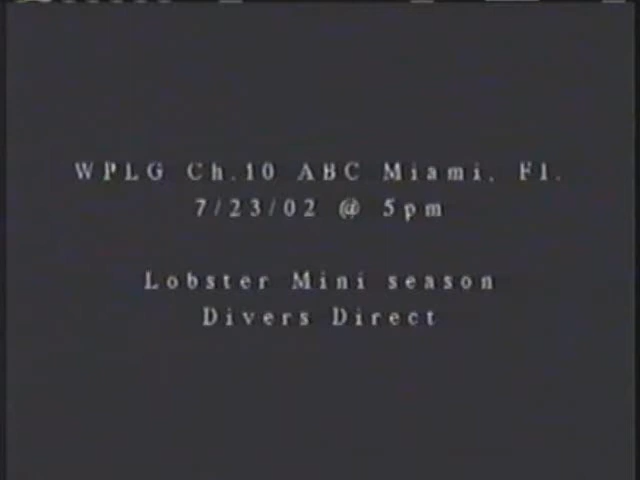 WPLG Ch.10 ABC Miami, Fl.
7/23/02 @ 5pm
Lobster Mini season
Divers Direct